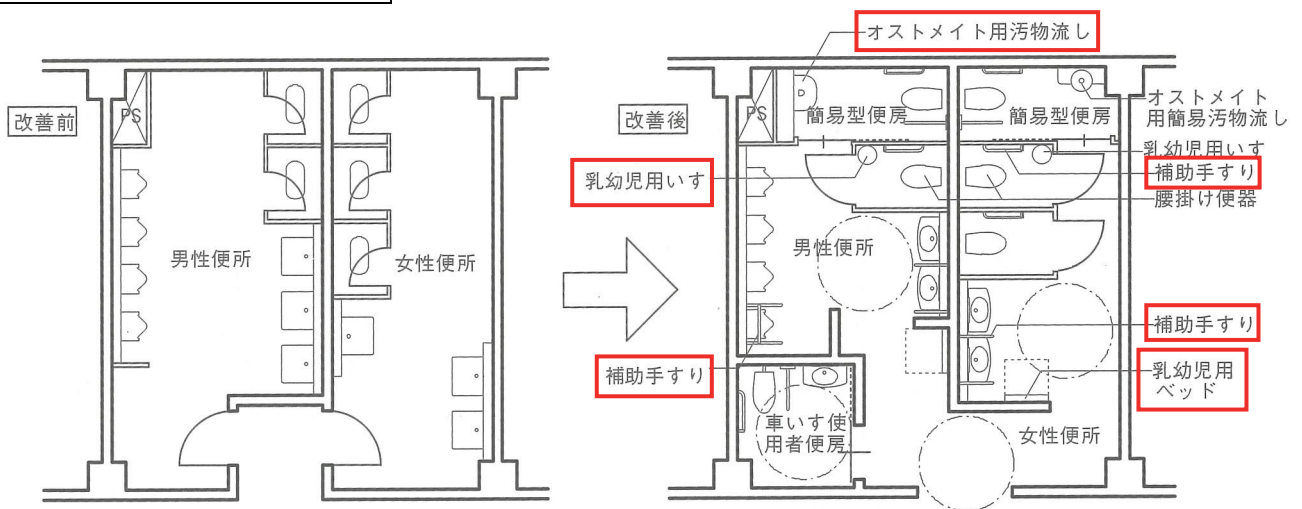 改善前
PS
男性便所
女性便所
改善後
オストメイト用汚物流し
PS
簡易型便房
簡易型便房
オストメイト
用簡易汚物流し
乳幼児用いす
乳幼児用いす
補助手すり
腰掛け便器
男性便所
補助手すり
補助手すり
乳幼児用
ベッド
車いす使
用者便房
女性便所